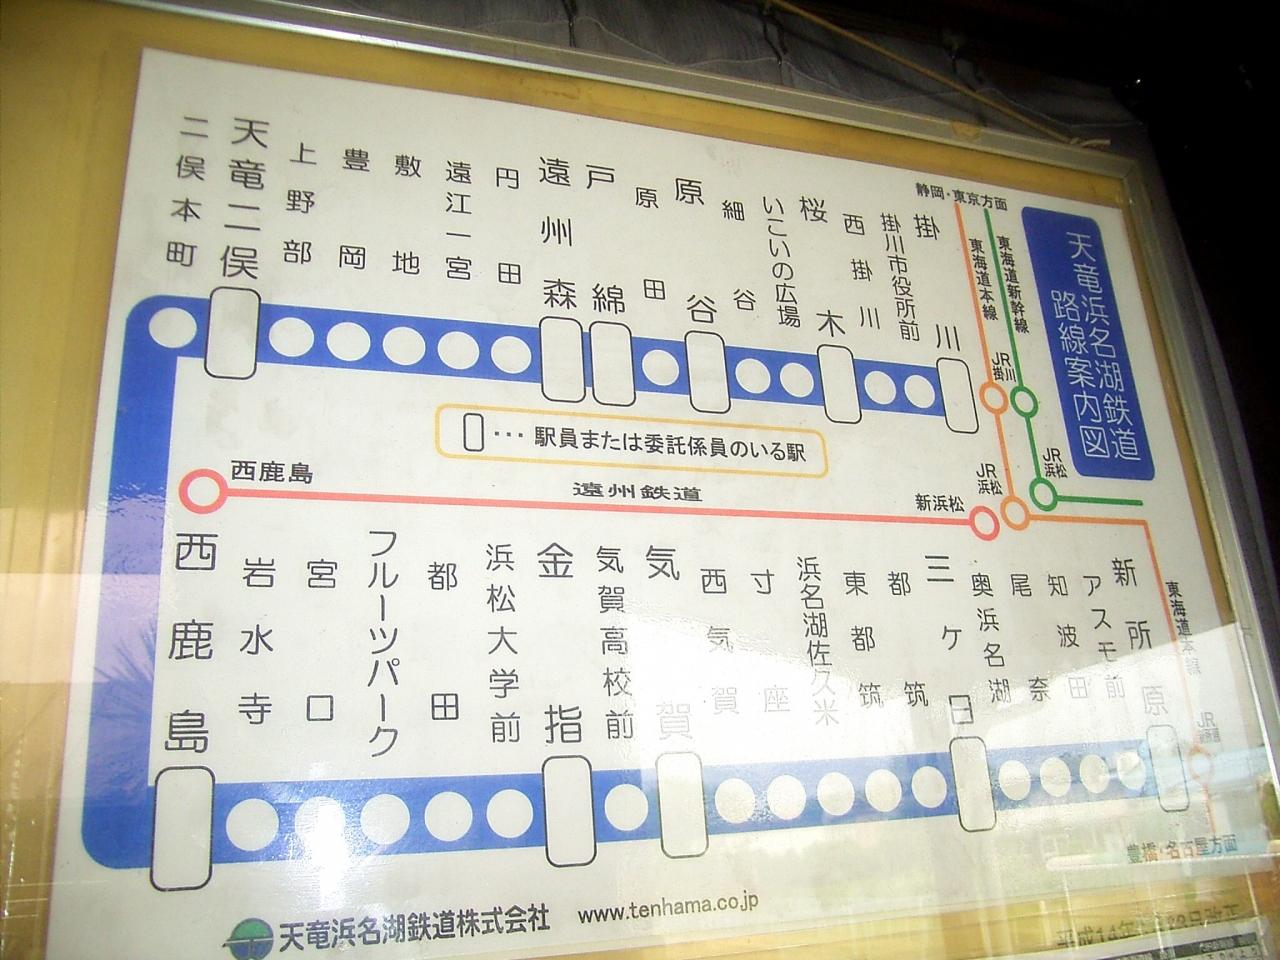 天竜浜名湖鉄道
路線案内図
静岡・東京方面
東海道新幹線
東海道本線
JR掛川
掛川
掛川市役所前
西掛川
桜木
いこいの広場
細谷
原谷
原田
戸綿
遠州森
円田
遠江一宮
敷地
豊岡
上野部
天竜二俣
二俣本町
…駅員または委託係員のいる駅
西鹿島
遠州鉄道
新浜松
JR浜松
JR浜松
西鹿島
岩水寺
宮口
フルーツパーク
都田
浜松大学前
金指
気賀高校前
気賀
西気賀
寸座
浜名湖佐久米
東都筑
都筑
三ケ日
奥浜名湖
尾奈
知波田
アスモ前
新所原
東海道本線
豊橋・名古屋方面
天竜浜名湖鉄道株式会社
www.tenhama.co.jp